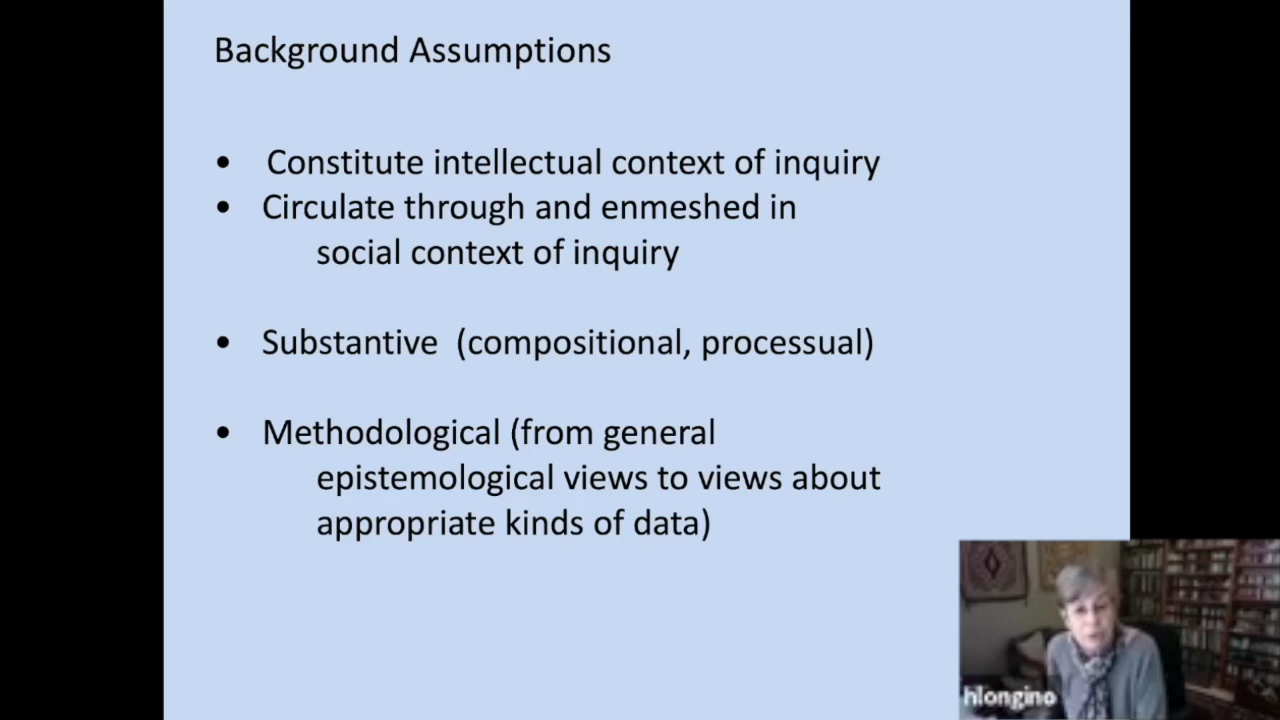 Background Assumptions
• Constitute intellectual context of inquiry
• Circulate through and enmeshed in
social context of inquiry
• Substantive (compositional, processual)
• Methodological (from general
epistemological views to views about
appropriate kinds of data)
hlongino